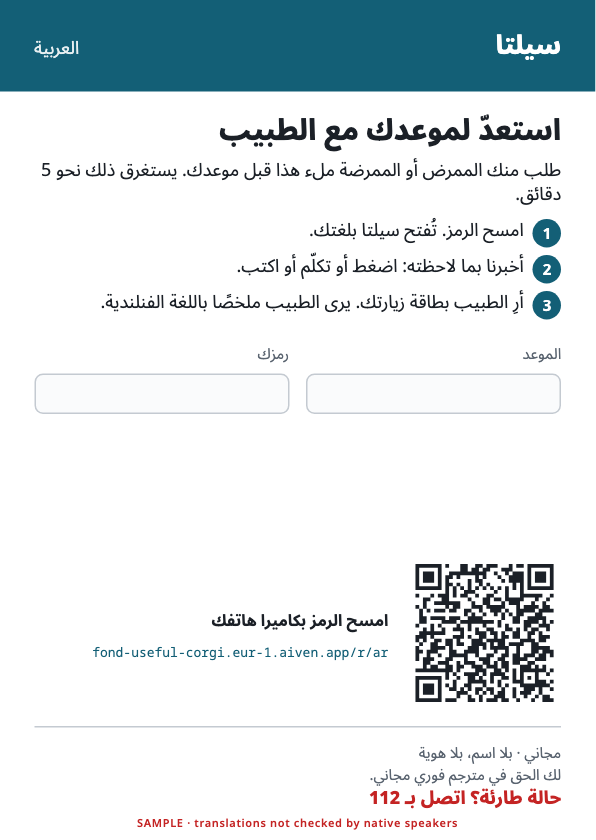 سيلتا
العربية
استعدّ لموعدك مع الطبيب
طلب منك الممرض أو الممرضة ملء هذا قبل موعدك. يستغرق ذلك نحو 5
دقائق.
1 امسح الرمز. تُفتح سيلتا بلغتك.
2 أخبرنا بما لاحظته: اضغط أو تكلّم أو اكتب.
3 أرِ الطبيب بطاقة زيارتك. يرى الطبيب ملخصًا باللغة الفنلندية.
الموعد
رمزك
امسح الرمز بكاميرا هاتفك
fond-useful-corgi.eur-1.aiven.app/r/ar
مجاني · بلا اسم، بلا هوية
لك الحق في مترجم فوري مجاني.
حالة طارئة؟ اتصل بـ 112
SAMPLE · translations not checked by native speakers